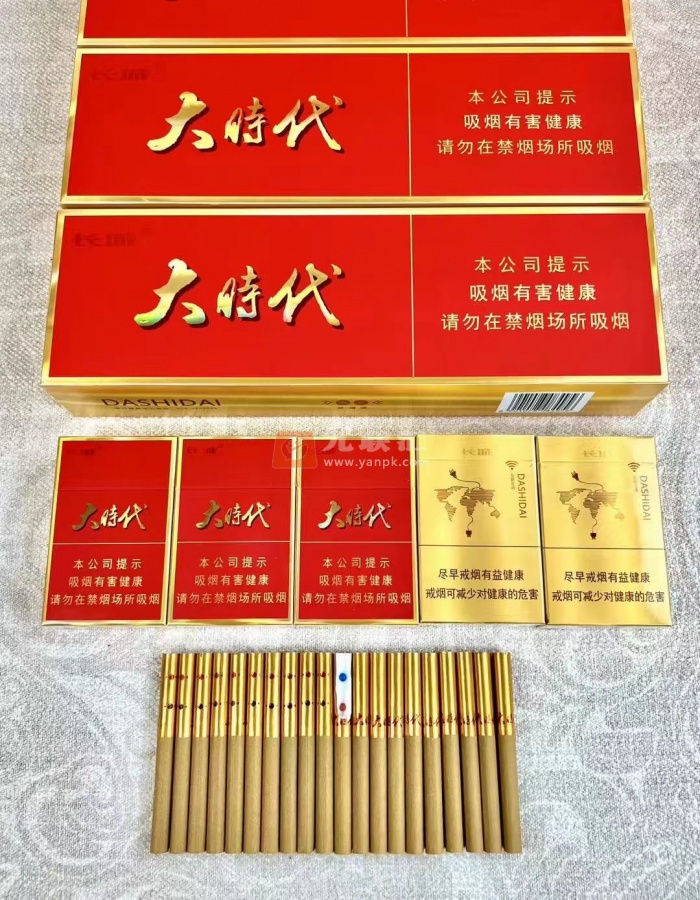 长城
大時代
本公司提示
吸烟有害健康
请勿在禁烟场所吸烟
长城
大時代
本公司提示
吸烟有害健康
请勿在禁烟场所吸烟
DASHIDAI
www.yanpk.com
大時代
本公司提示
吸烟有害健康
请勿在禁烟场所吸烟
大時代
本公司提示
吸烟有害健康
请勿在禁烟场所吸烟
大時代
本公司提示
吸烟有害健康
请勿在禁烟场所吸烟
长城
DASHIDAI
尽早戒烟有益健康
戒烟可减少对健康的危害
长城
DASHIDAI
尽早戒烟有益健康
戒烟可减少对健康的危害